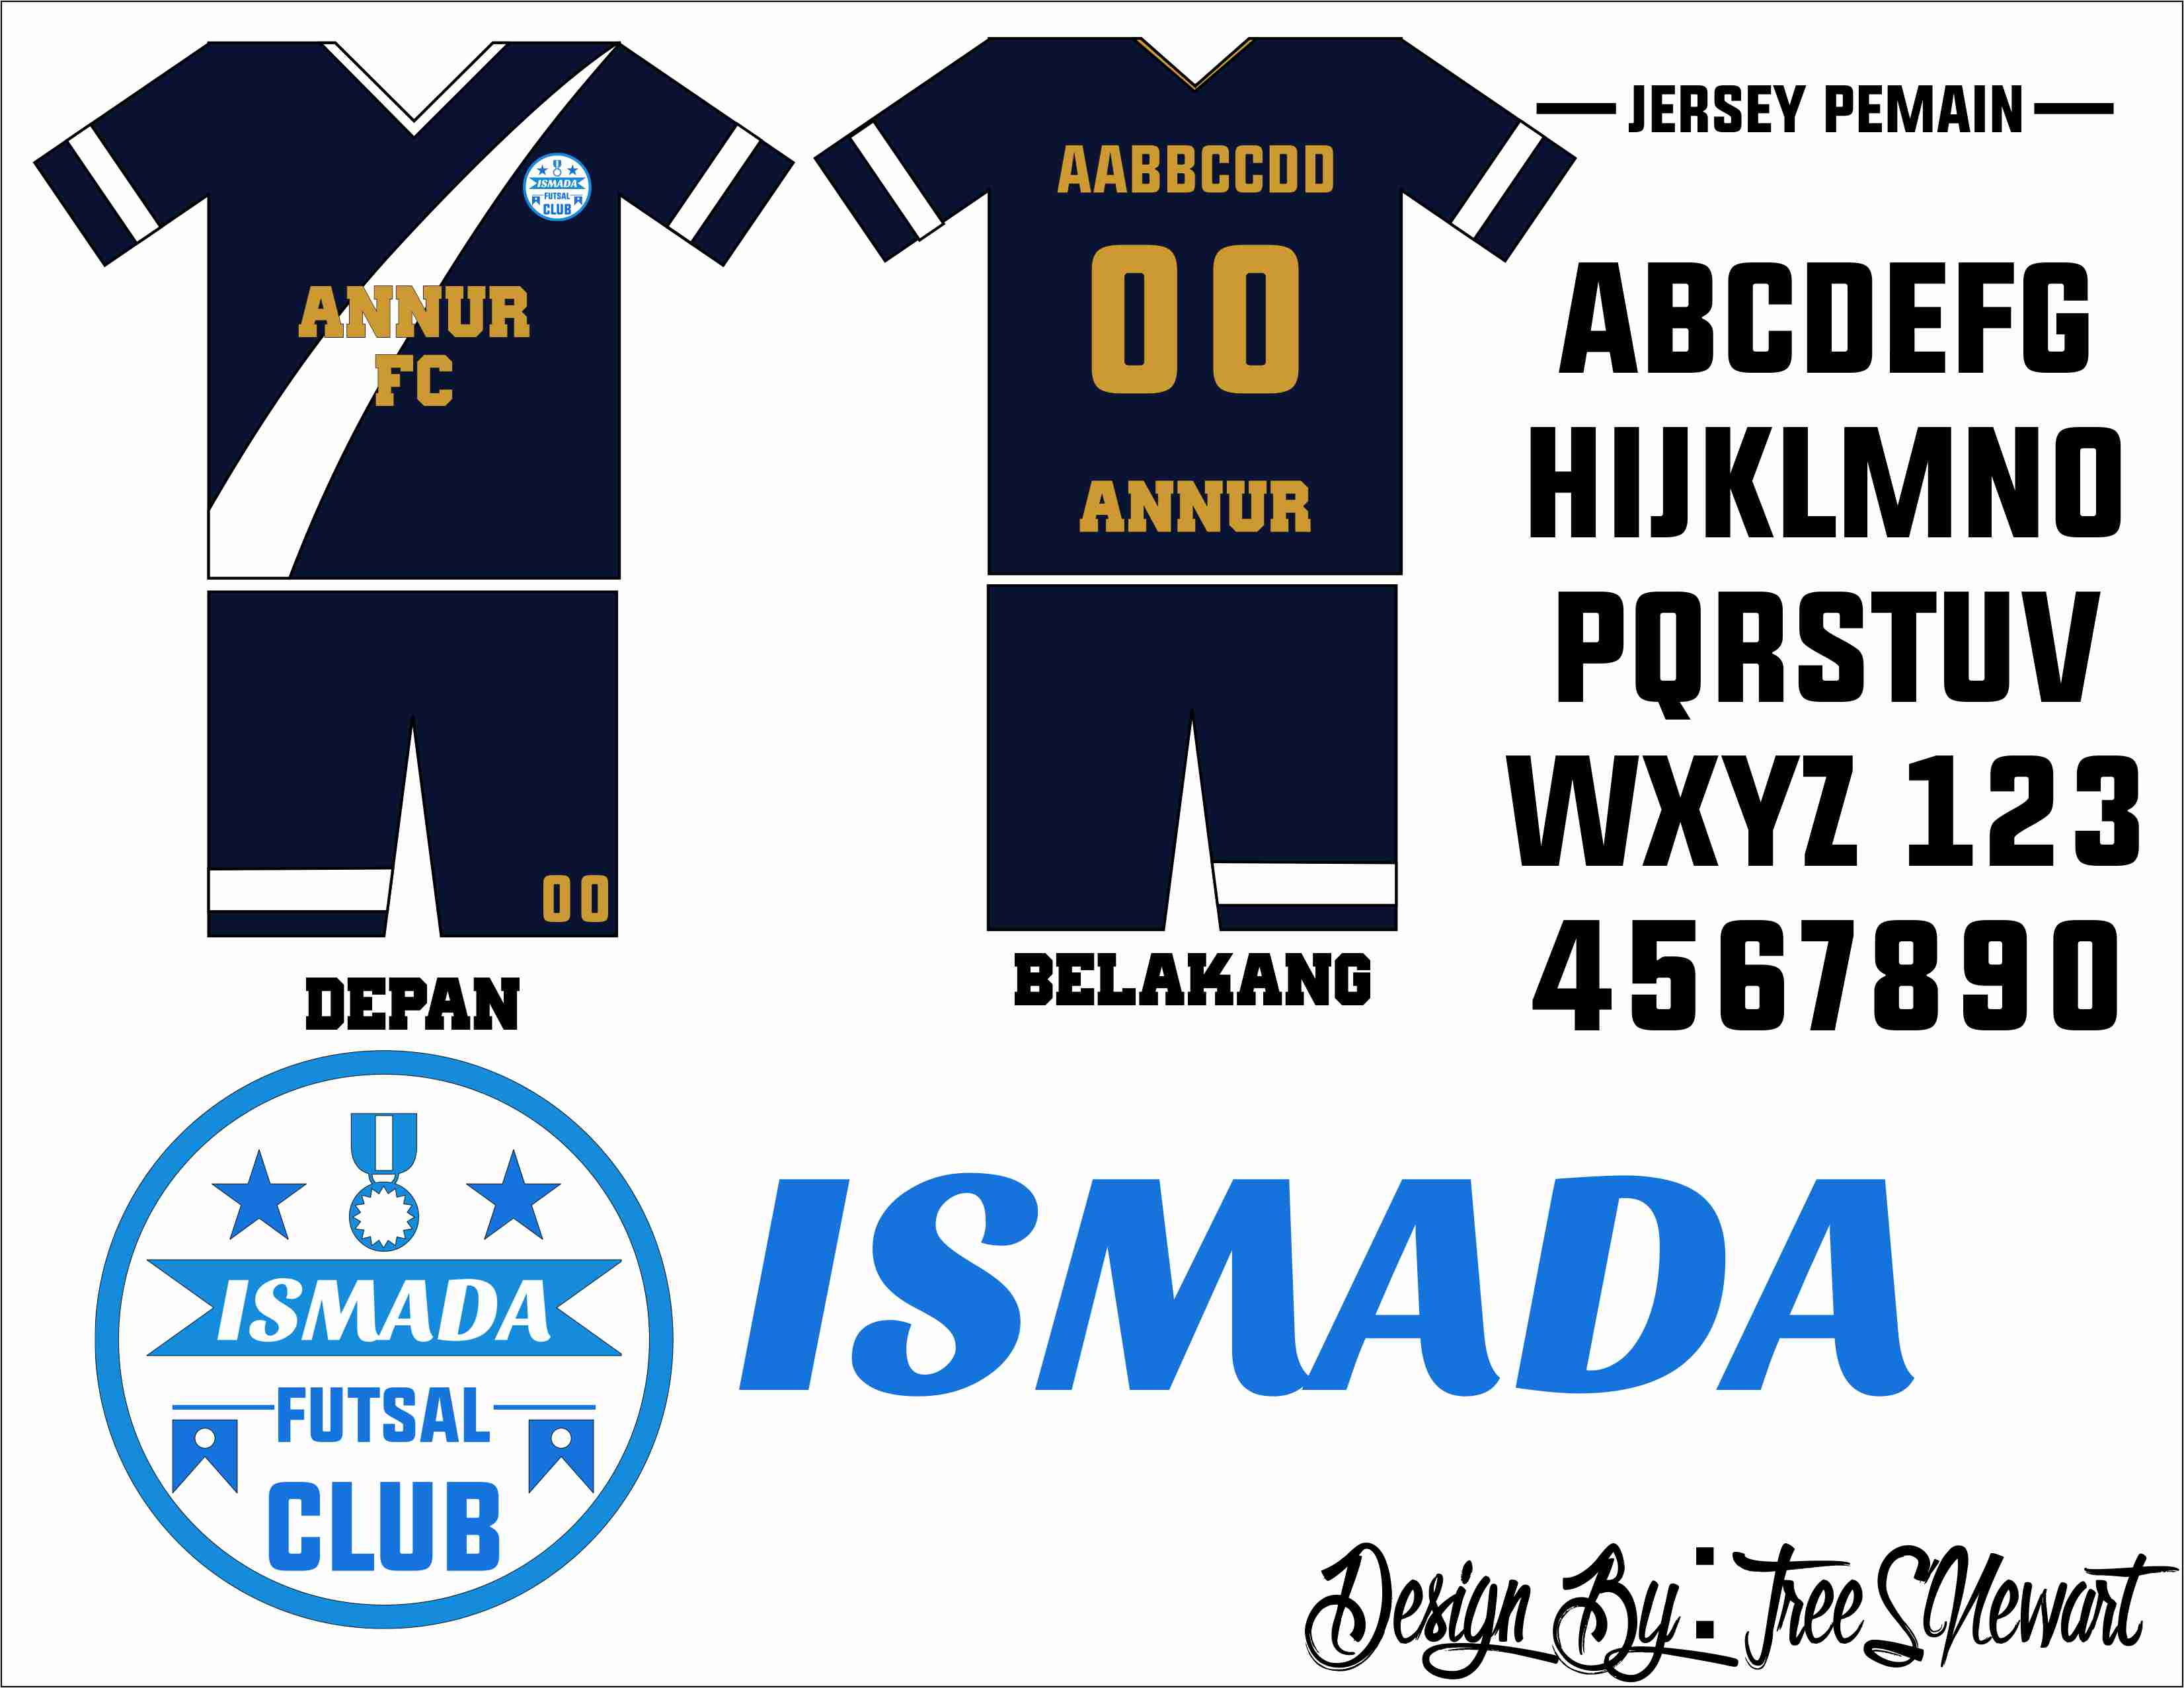 ISMADA
FUTSAL
CLUB
ANNUR
FC
00
DEPAN
AABBCCDD
00
ANNUR
BELAKANG
JERSEY PEMAIN
ABCDEFG
HIJKLMNO
PQRSTUV
WXYZ 123
4567890
ISMADA
FUTSAL
CLUB
ISMADA
Design By : Tree